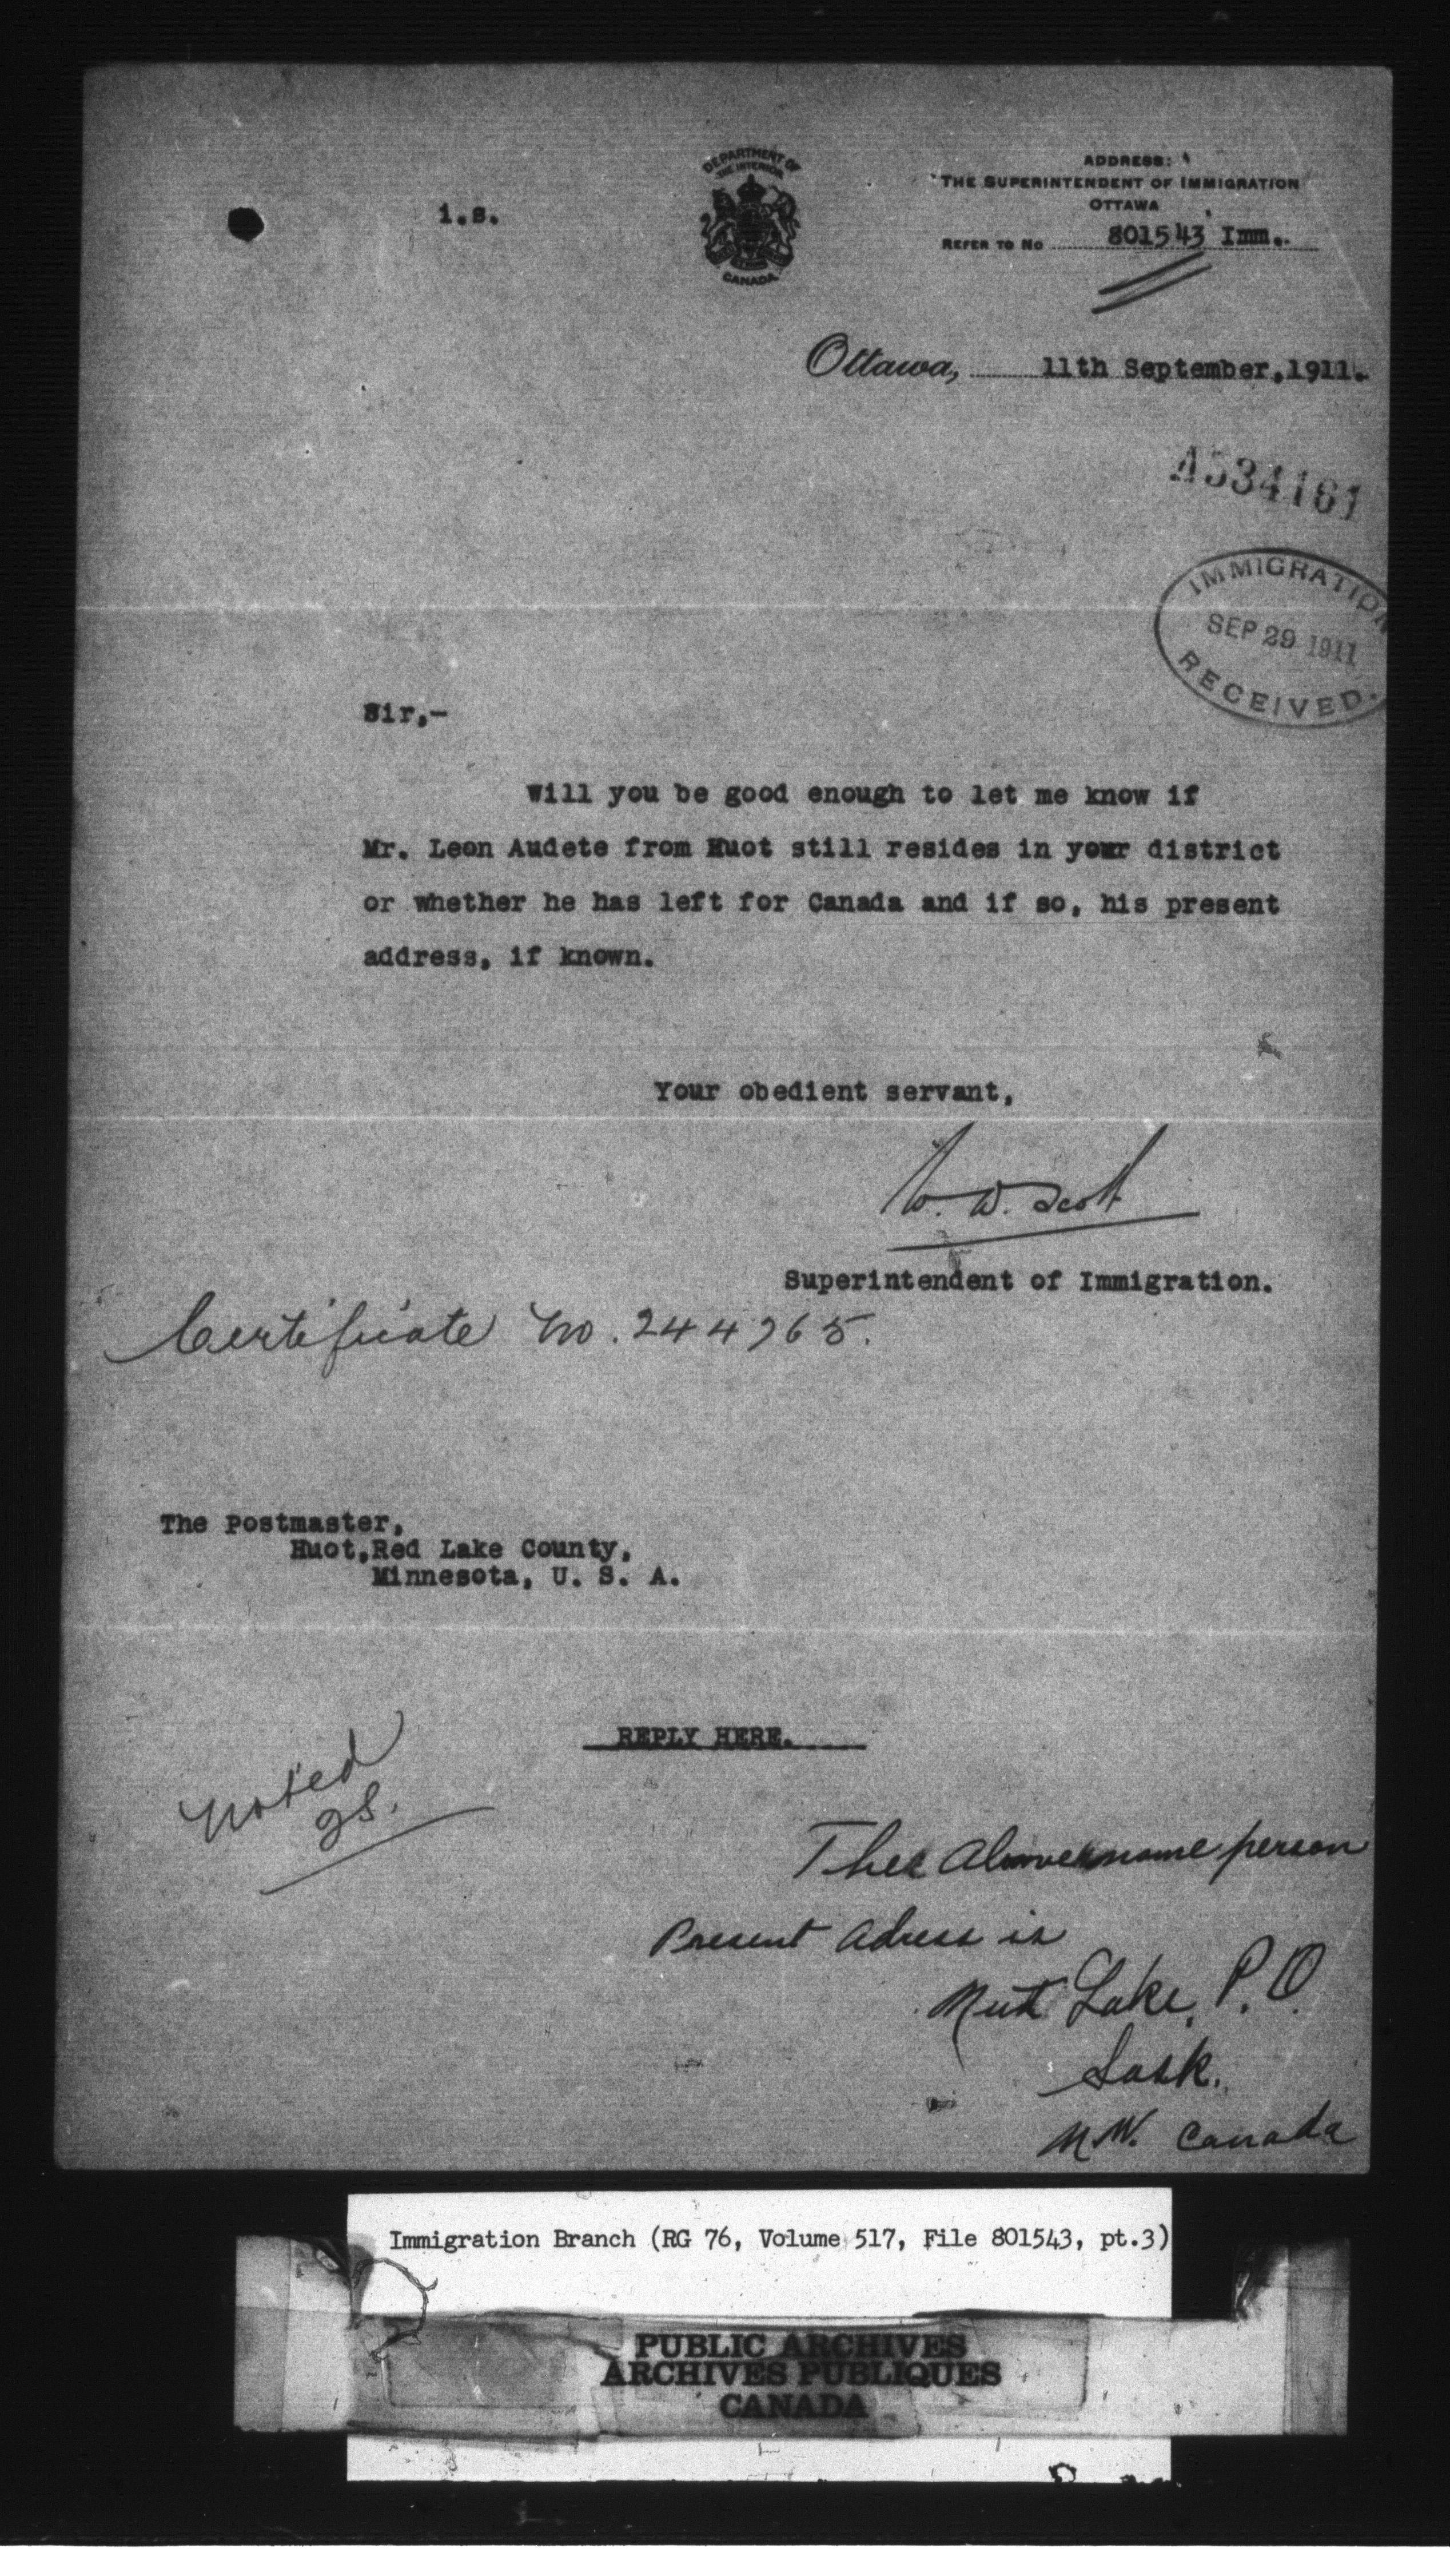 i.s.
DEPARTMENT OF
THE INTERIOR
CANADA
ADDRESS:
THE SUPERINTENDENT OF IMMIGRATION
OTTAWA
REFER TO NO 801543 Imm.
Ottawa, 11th September, 1911.
A534161
IMMIGRATION
SEP 29 1911
RECEIVED.
Sir,-
Will you be good enough to let me know if
Mr. Leon Audete from Huot still resides in your district
or whether he has left for Canada and if so, his present
address, if known.
Your obedient servant,
W. W. Scott
Superintendent of Immigration.
Certificate No. 244765.
The Postmaster,
Huot, Red Lake County,
Minnesota, U. S. A.
REPLY HERE.
Noted
The Above name person
Present Adress is
Lake, P.O.
Sask.
N.W. Canada
Immigration Branch (RG 76, Volume 517, File 801543, pt.3)
PUBLIC ARCHIVES
ARCHIVES PUBLIQUES
CANADA